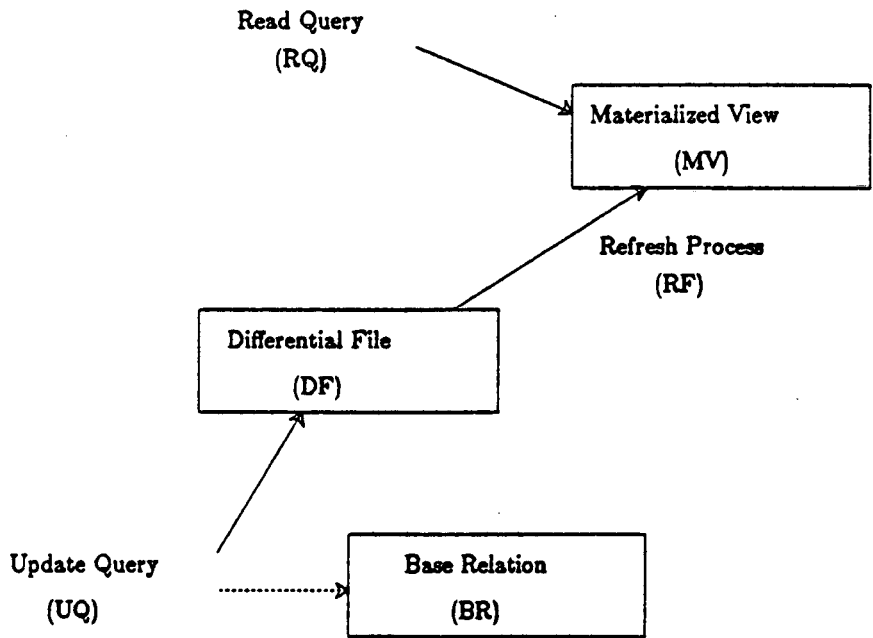 Read Query
(RQ)
Materialized View
(MV)
Refresh Process
(RF)
Differential File
(DF)
Update Query
(UQ)
Base Relation
(BR)